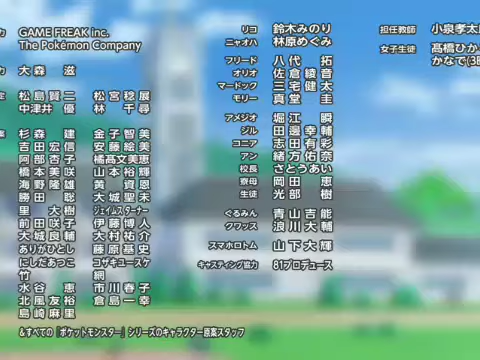 GAME FREAK inc.
The Pokémon Company
大森 滋
松島賢二 松宮稔展
中津井 優 林 千尋
杉森 建 金子智美
吉田宏信 安藤絵美
阿部杏子 橘高文美恵
橋本美咲 山本裕輝
海野隆雄 黄 資恩
勝田 聡 大城聖未
里 大樹 ジェイムズ ターナー
前田咲子 伊藤博人
大城良輔 大村祐介
ありがひとし 藤原基史
にしだあつこ コザキユースケ
竹 網
水谷 恵 市川春子
北風友裕 倉島一幸
島崎麻里
&すべての「ポケットモンスター」シリーズのキャラクター原案スタッフ
リコ 鈴木みのり
ニャオハ 林原めぐみ
フリード 八代 拓
オリオ 佐倉綾音
マードック 三宅健太
モリー 真堂 圭
アメジオ 堀江 瞬
ジル 田邊幸輔
コニア 志田有彩
アン 緒方佑奈
校長 さとうあい
寮母 岡田 恵
生徒 光部 樹
ぐるみん 青山吉能
クワッス 浪川大輔
スマホロトム 山下大輝
キャスティング協力 81プロデュース
担任教師 小泉孝太
女子生徒 髙橋ひか
かなで(3